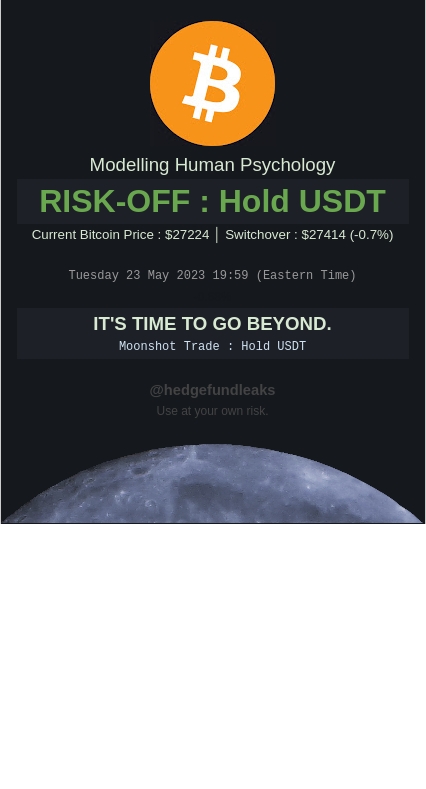 Modelling Human Psychology
RISK-OFF : Hold USDT
Current Bitcoin Price : $27224 | Switchover : $27414 (-0.7%)
Tuesday 23 May 2023 19:59 (Eastern Time)
IT'S TIME TO GO BEYOND.
Moonshot Trade : Hold USDT
@hedgefundleaks
Use at your own risk.